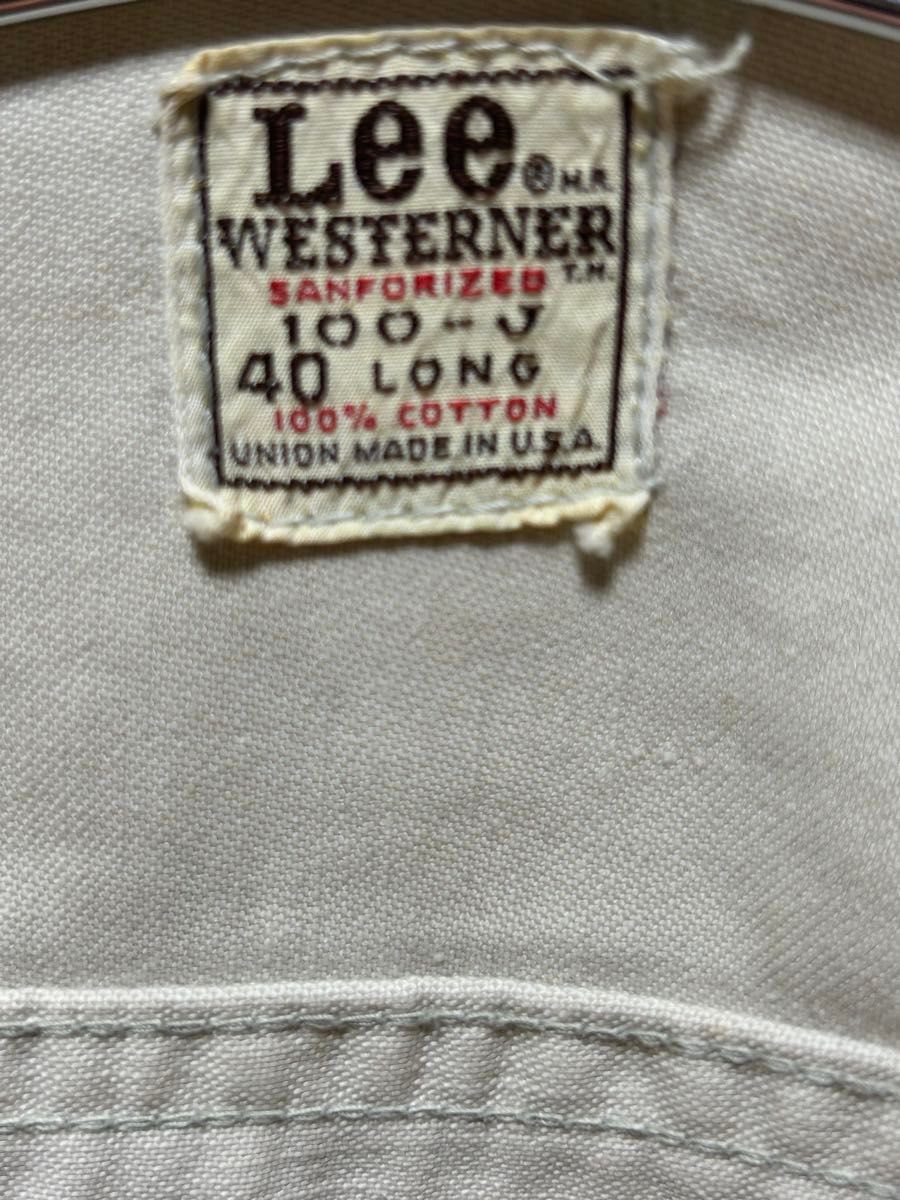 Lee ® M.R.
WESTERNER
T.M.
SANFORIZED
100-J
40 LONG
100% COTTON
UNION MADE IN U.S.A.